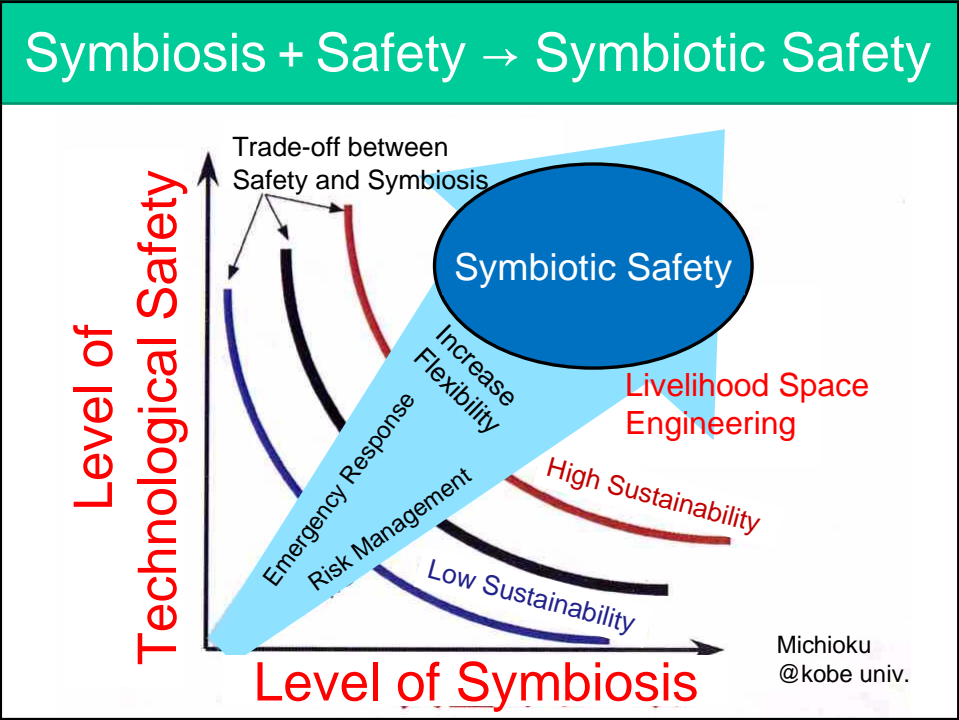 Symbiosis + Safety → Symbiotic Safety
Trade-off between
Safety and Symbiosis
Level of
Technological Safety
Symbiotic Safety
Increase
Flexibility
Emergency Response
Risk Management
Livelihood Space
Engineering
High Sustainability
Low Sustainability
Level of Symbiosis
Michioku
@kobe univ.